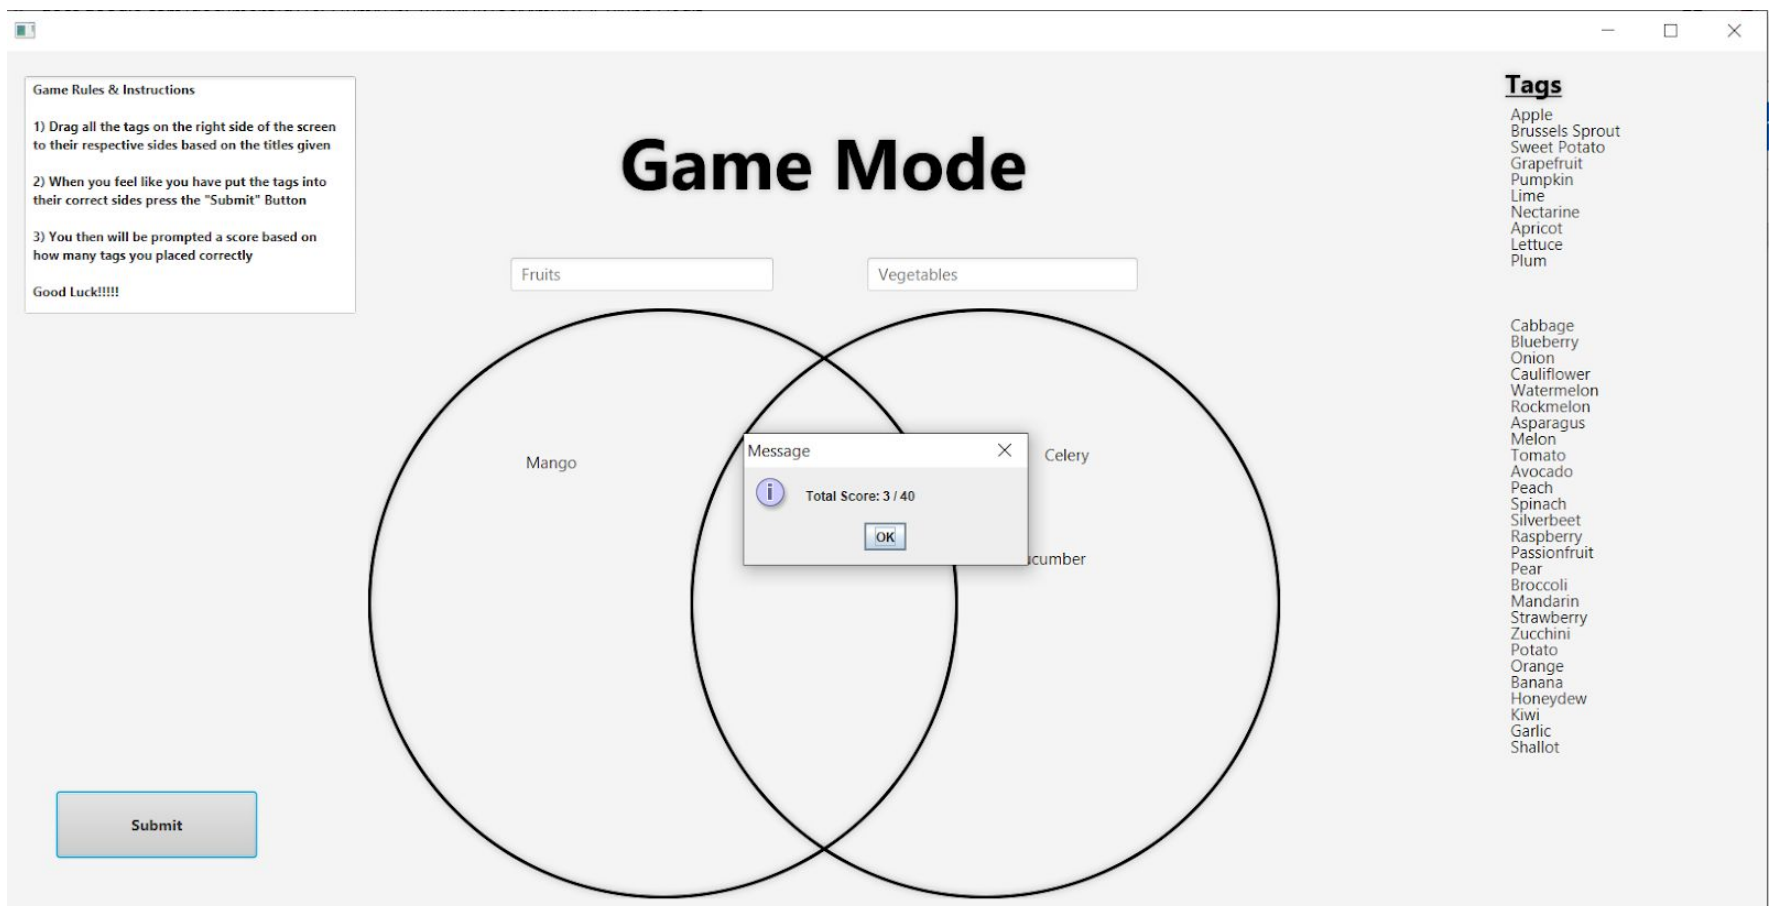 Game Rules & Instructions
1) Drag all the tags on the right side of the screen
to their respective sides based on the titles given
2) When you feel like you have put the tags into
their correct sides press the "Submit" Button
3) You then will be prompted a score based on
how many tags you placed correctly
Good Luck!!!!!
Game Mode
Fruits
Vegetables
Mango
Celery
Message
Total Score: 3 / 40
OK
Submit
Tags
Apple
Brussels Sprout
Sweet Potato
Grapefruit
Pumpkin
Lime
Nectarine
Apricot
Lettuce
Plum
Cabbage
Blueberry
Onion
Cauliflower
Watermelon
Rockmelon
Asparagus
Melon
Tomato
Avocado
Peach
Spinach
Silverbeet
Raspberry
Passionfruit
Pear
Broccoli
Mandarin
Strawberry
Zucchini
Potato
Orange
Banana
Honeydew
Kiwi
Garlic
Shallot